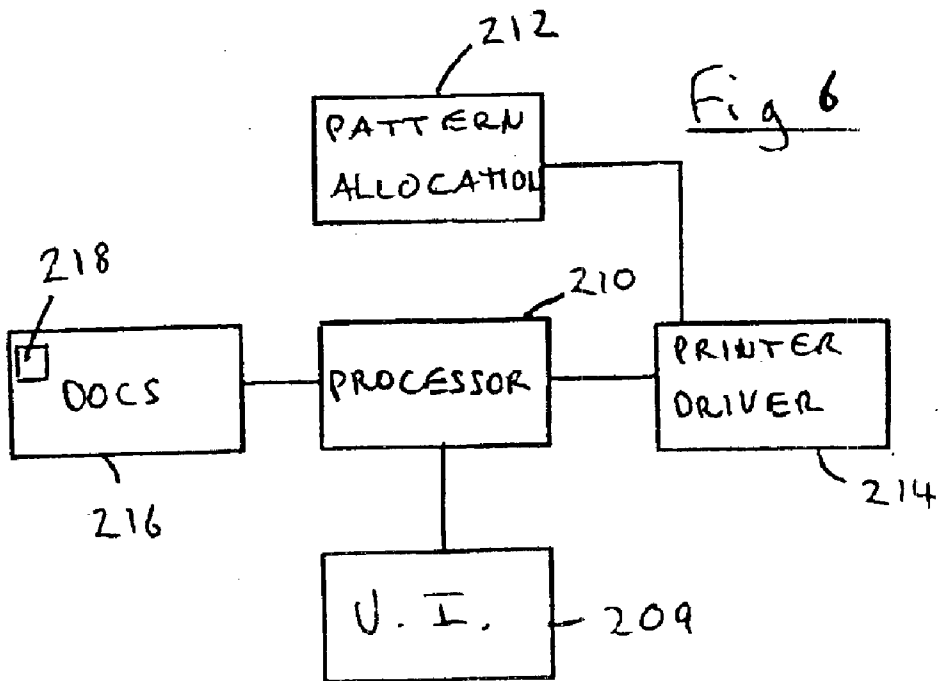 212
Fig 6
PATTERN
ALLOCATION
218
210
DOCS
PROCESSOR
PRINTER
DRIVER
216
214
U. I.
209